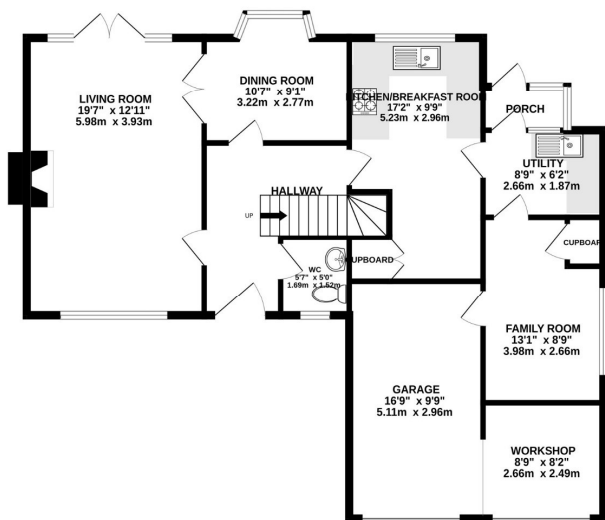 LIVING ROOM
19'7" x 12'11"
5.98m x 3.93m
DINING ROOM
10'7" x 9'1"
3.22m x 2.77m
KITCHEN/BREAKFAST ROOM
17'2" x 9'9"
5.23m x 2.96m
PORCH
UTILITY
8'9" x 6'2"
2.66m x 1.87m
HALLWAY
UP
WC
5'7" x 5'0"
1.69m x 1.52m
CUPBOARD
CUPBOARD
FAMILY ROOM
13'1" x 8'9"
3.98m x 2.66m
GARAGE
16'9" x 9'9"
5.11m x 2.96m
WORKSHOP
8'9" x 8'2"
2.66m x 2.49m